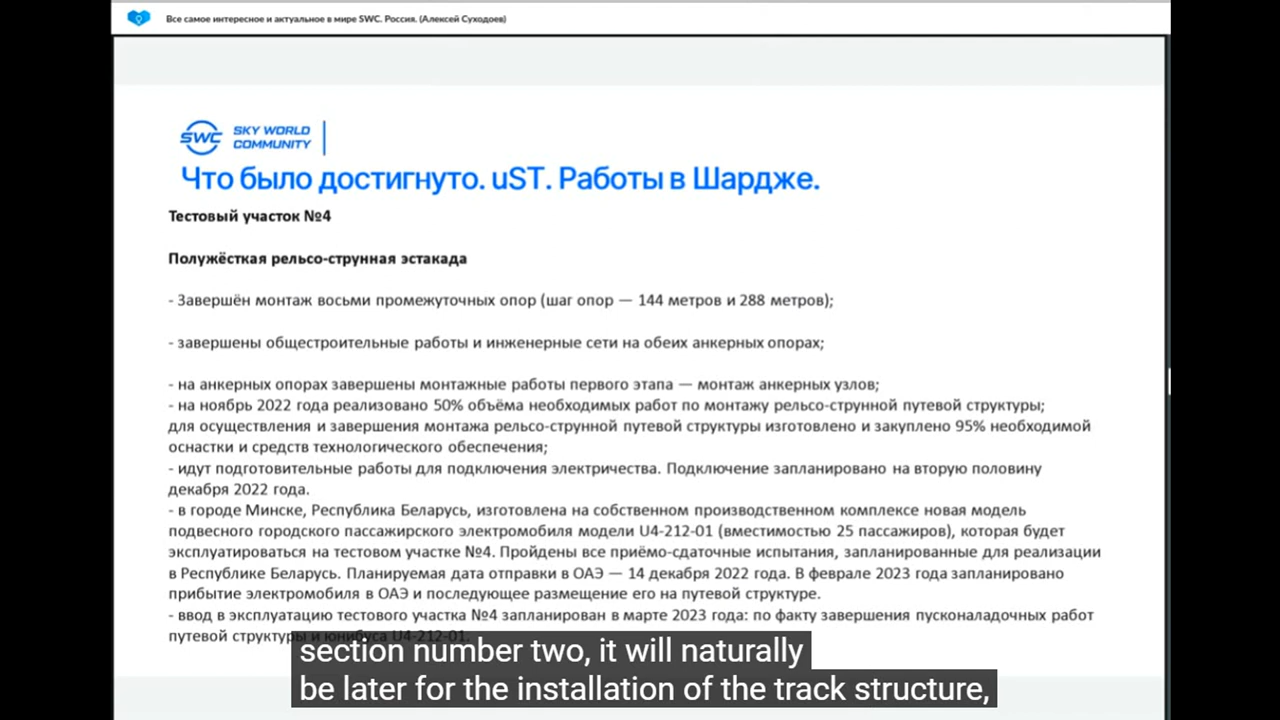 Все самое интересное и актуальное в мире SWC. Россия. (Алексей Суходоев)
SWC SKY WORLD
COMMUNITY
Что было достигнуто. uST. Работы в Шардже.
Тестовый участок №4
Полужёсткая рельсо-струнная эстакада
- Завершён монтаж восьми промежуточных опор (шаг опор — 144 метров и 288 метров);
- завершены общестроительные работы и инженерные сети на обеих анкерных опорах;
- на анкерных опорах завершены монтажные работы первого этапа — монтаж анкерных узлов;
- на ноябрь 2022 года реализовано 50% объёма необходимых работ по монтажу рельсо-струнной путевой структуры;
для осуществления и завершения монтажа рельсо-струнной путевой структуры изготовлено и закуплено 95% необходимой
оснастки и средств технологического обеспечения;
- идут подготовительные работы для подключения электричества. Подключение запланировано на вторую половину
декабря 2022 года.
- в городе Минске, Республика Беларусь, изготовлена на собственном производственном комплексе новая модель
подвесного городского пассажирского электромобиля модели U4-212-01 (вместимостью 25 пассажиров), которая будет
эксплуатироваться на тестовом участке №4. Пройдены все приёмо-сдаточные испытания, запланированные для реализации
в Республике Беларусь. Планируемая дата отправки в ОАЭ — 14 декабря 2022 года. В феврале 2023 года запланировано
прибытие электромобиля в ОАЭ и последующее размещение его на путевой структуре.
- ввод в эксплуатацию тестового участка №4 запланирован в марте 2023 года: по факту завершения пусконаладочных работ
путевой структуры и юнибуса U4-212-01.
section number two, it will naturally
be later for the installation of the track structure,